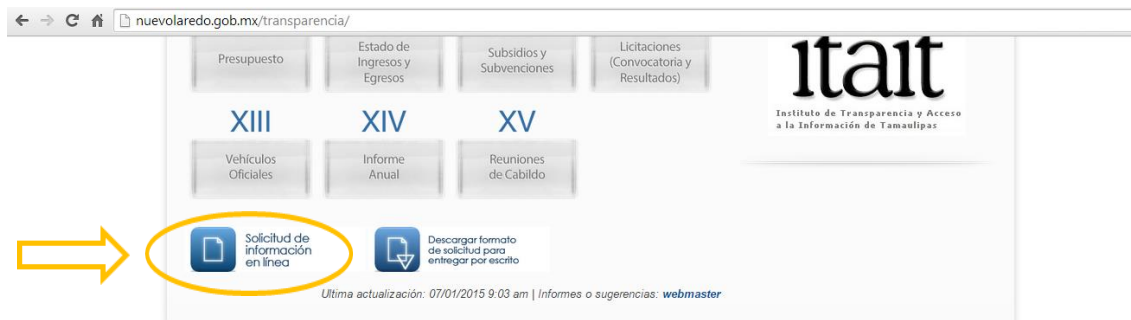 nuevolaredo.gob.mx/transparencia/
Presupuesto
Estado de
Ingresos y
Egresos
Subsidios y
Subvenciones
Licitaciones
(Convocatoria y
Resultados)
itait
Instituto de Transparencia y Acceso
a la Información de Tamaulipas
XIII
XIV
XV
Vehículos
Oficiales
Informe
Anual
Reuniones
de Cabildo
Solicitud de
información
en línea
Descargar formato
de solicitud para
entregar por escrito
Ultima actualización: 07/01/2015 9:03 am | Informes o sugerencias: webmaster